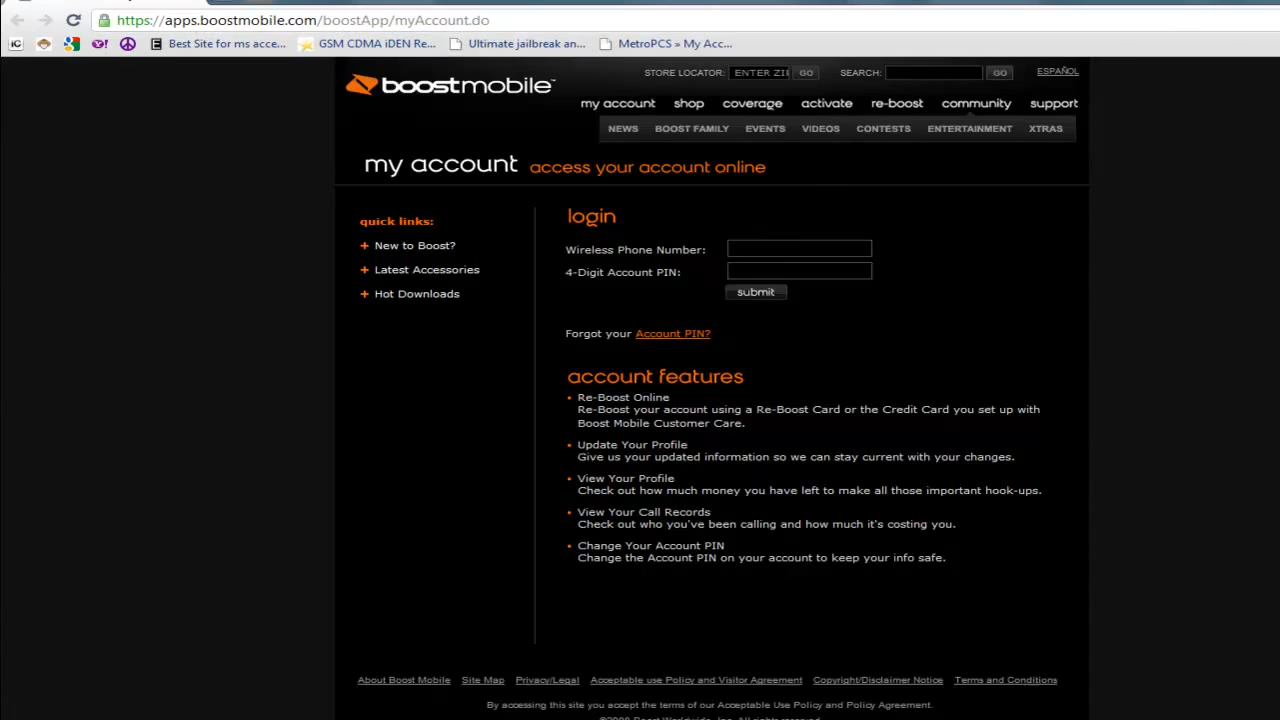 https://apps.boostmobile.com/boostApp/myAccount.do
iC Best Site for ms acce... GSM CDMA iDEN Re... Ultimate jailbreak an... MetroPCS » My Acc...
STORE LOCATOR: ENTER ZI GO SEARCH: GO ESPAÑOL
boostmobile™
my account shop coverage activate re-boost community support
NEWS BOOST FAMILY EVENTS VIDEOS CONTESTS ENTERTAINMENT XTRAS
my account access your account online
quick links:
+ New to Boost?
+ Latest Accessories
+ Hot Downloads
login
Wireless Phone Number:
4-Digit Account PIN:
submit
Forgot your Account PIN?
account features
• Re-Boost Online
Re-Boost your account using a Re-Boost Card or the Credit Card you set up with
Boost Mobile Customer Care.
• Update Your Profile
Give us your updated information so we can stay current with your changes.
• View Your Profile
Check out how much money you have left to make all those important hook-ups.
• View Your Call Records
Check out who you've been calling and how much it's costing you.
• Change Your Account PIN
Change the Account PIN on your account to keep your info safe.
About Boost Mobile Site Map Privacy/Legal Acceptable use Policy and Visitor Agreement Copyright/Disclaimer Notice Terms and Conditions
By accessing this site you accept the terms of our Acceptable Use Policy and Policy Agreement.